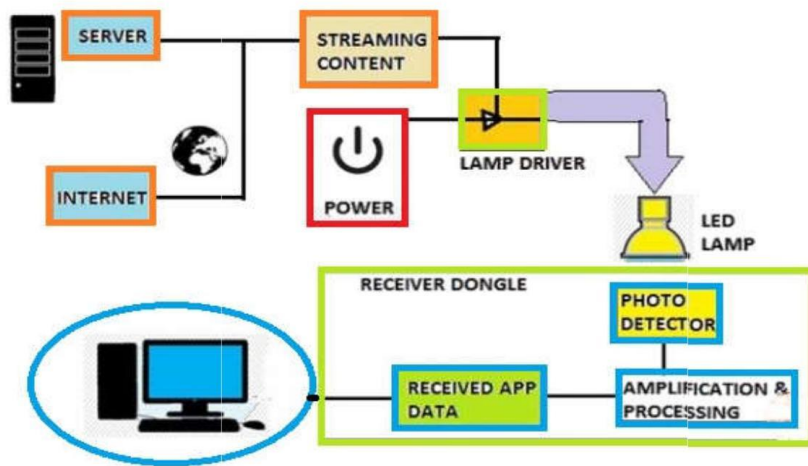 SERVER
STREAMING
CONTENT
LAMP DRIVER
POWER
INTERNET
LED
LAMP
RECEIVER DONGLE
PHOTO
DETECTOR
RECEIVED APP
DATA
AMPLIFICATION &
PROCESSING